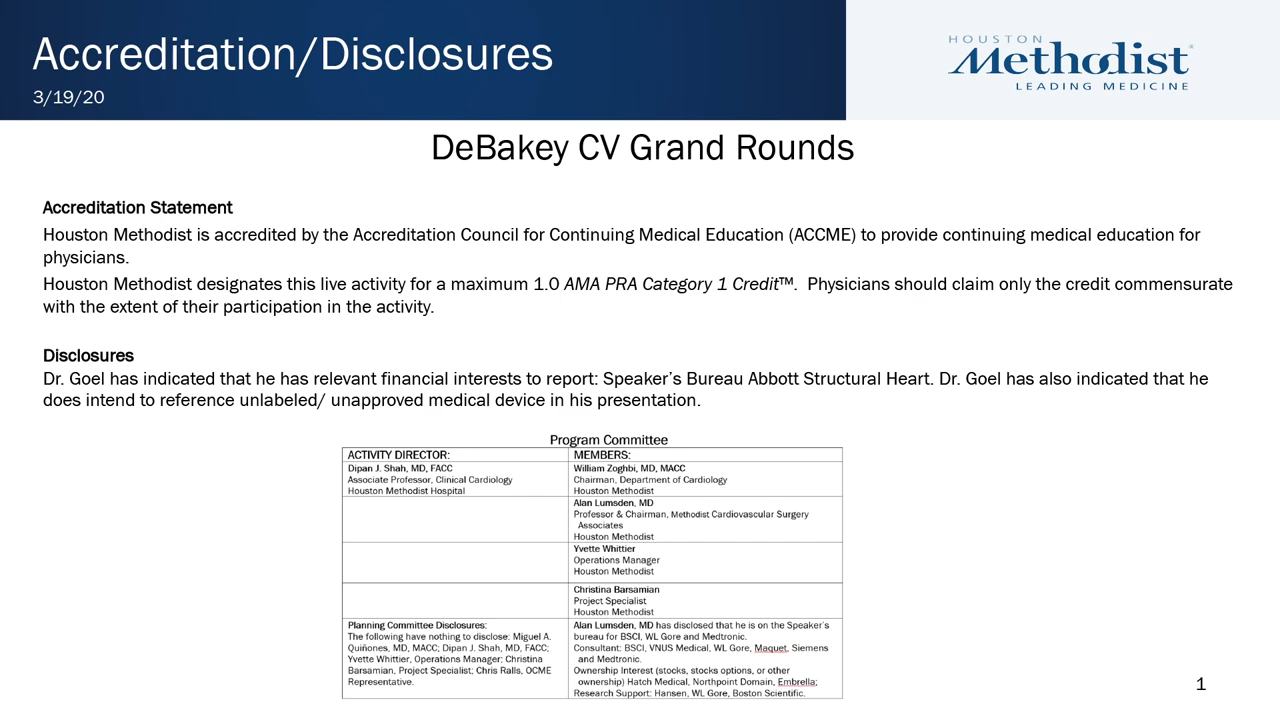 Accreditation/Disclosures
3/19/20
HOUSTON
Methodist
LEADING MEDICINE
DeBakey CV Grand Rounds
Accreditation Statement
Houston Methodist is accredited by the Accreditation Council for Continuing Medical Education (ACCME) to provide continuing medical education for
physicians.
Houston Methodist designates this live activity for a maximum 1.0 AMA PRA Category 1 Credit™.  Physicians should claim only the credit commensurate
with the extent of their participation in the activity.
Disclosures
Dr. Goel has indicated that he has relevant financial interests to report: Speaker's Bureau Abbott Structural Heart. Dr. Goel has also indicated that he
does intend to reference unlabeled/ unapproved medical device in his presentation.
Program Committee
ACTIVITY DIRECTOR:
MEMBERS:
Dipan J. Shah, MD, FACC
Associate Professor, Clinical Cardiology
Houston Methodist Hospital
William Zoghbi, MD, MACC
Chairman, Department of Cardiology
Houston Methodist
Alan Lumsden, MD
Professor & Chairman, Methodist Cardiovascular Surgery
Associates
Houston Methodist
Yvette Whittier
Operations Manager
Houston Methodist
Christina Barsamian
Project Specialist
Houston Methodist
Planning Committee Disclosures:
The following have nothing to disclose: Miguel A.
Quiñones, MD, MACC; Dipan J. Shah, MD, FACC;
Yvette Whittier, Operations Manager; Christina
Barsamian, Project Specialist; Chris Ralls, OCME
Representative.
Alan Lumsden, MD has disclosed that he is on the Speaker's
bureau for BSCI, WL Gore and Medtronic.
Consultant: BSCI, VNUS Medical, WL Gore, Maquet, Siemens
and Medtronic.
Ownership Interest (stocks, stocks options, or other
ownership) Hatch Medical, Northpoint Domain, Embrella;
Research Support: Hansen, WL Gore, Boston Scientific.
1